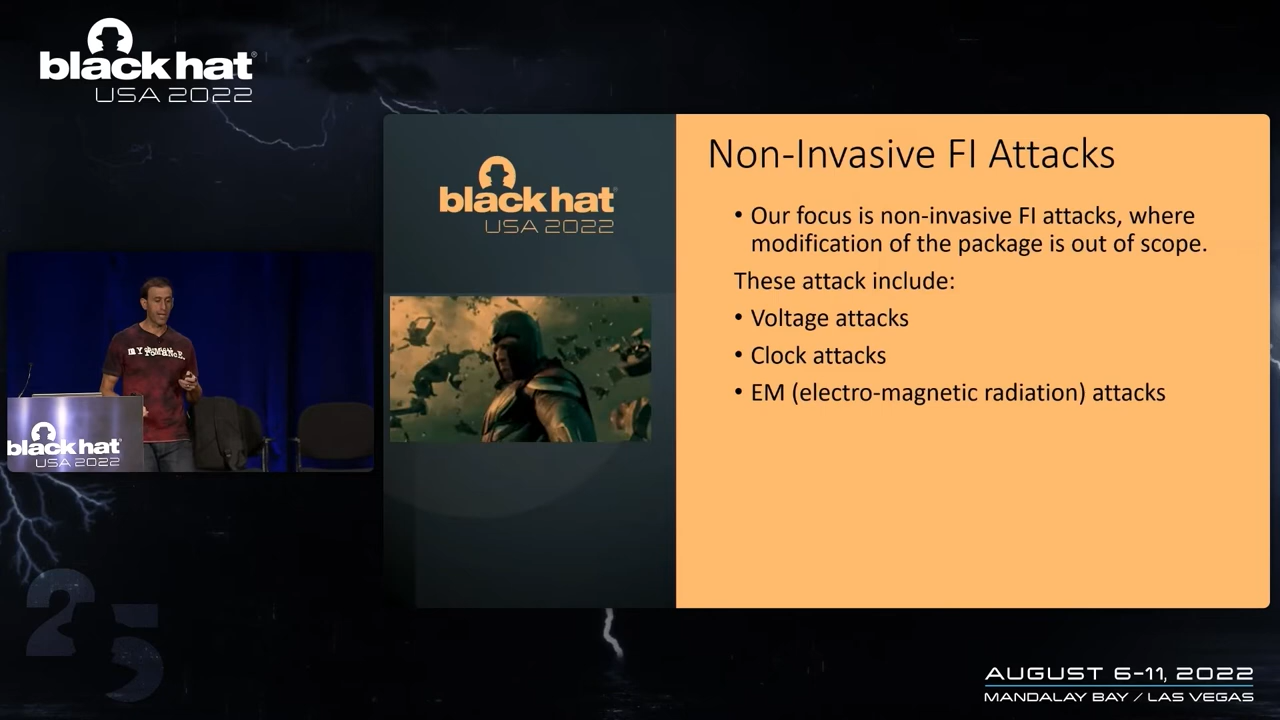 black hat
USA 2022
black hat
USA 2022
Non-Invasive FI Attacks
• Our focus is non-invasive FI attacks, where
modification of the package is out of scope.
These attack include:
• Voltage attacks
• Clock attacks
• EM (electro-magnetic radiation) attacks
black hat
USA 2022
25
AUGUST 6-11, 2022
MANDALAY BAY / LAS VEGAS